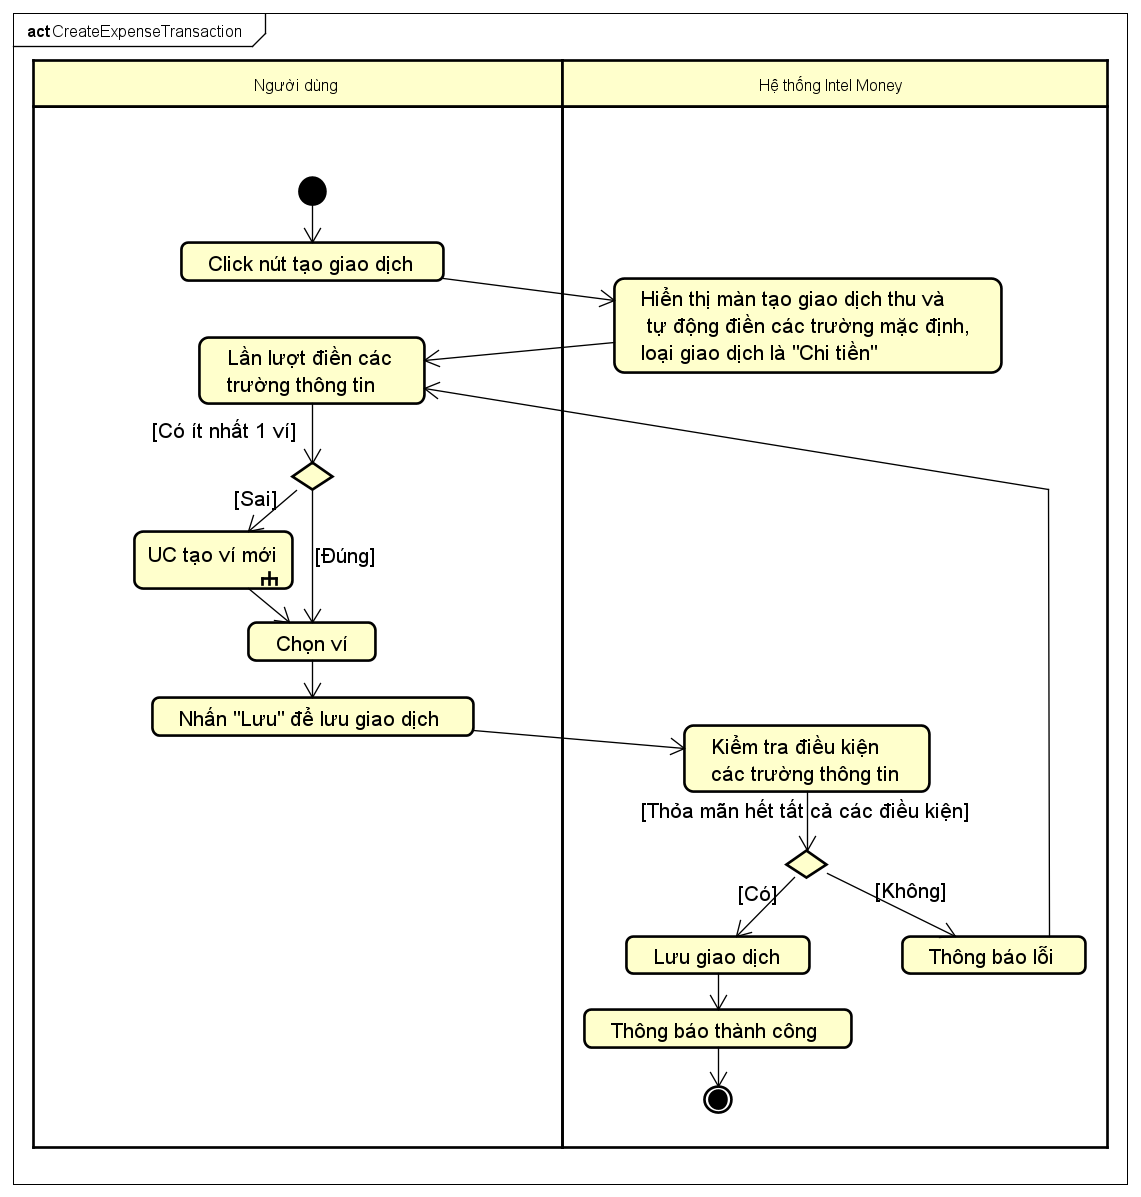 act CreateExpenseTransaction
Người dùng
Hệ thống Intel Money
Click nút tạo giao dịch
Hiển thị màn tạo giao dịch thu và
tự động điền các trường mặc định,
loại giao dịch là "Chi tiền"
Lần lượt điền các
trường thông tin
[Có ít nhất 1 ví]
[Sai]
UC tạo ví mới
[Đúng]
Chọn ví
Nhấn "Lưu" để lưu giao dịch
Kiểm tra điều kiện
các trường thông tin
[Thỏa mãn hết tất cả các điều kiện]
[Có]
[Không]
Lưu giao dịch
Thông báo lỗi
Thông báo thành công